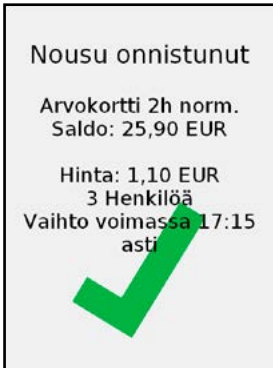 Nousu onnistunut
Arvokortti 2h norm.
Saldo: 25,90 EUR
Hinta: 1,10 EUR
3 Henkilöä
Vaihto voimassa 17:15
asti